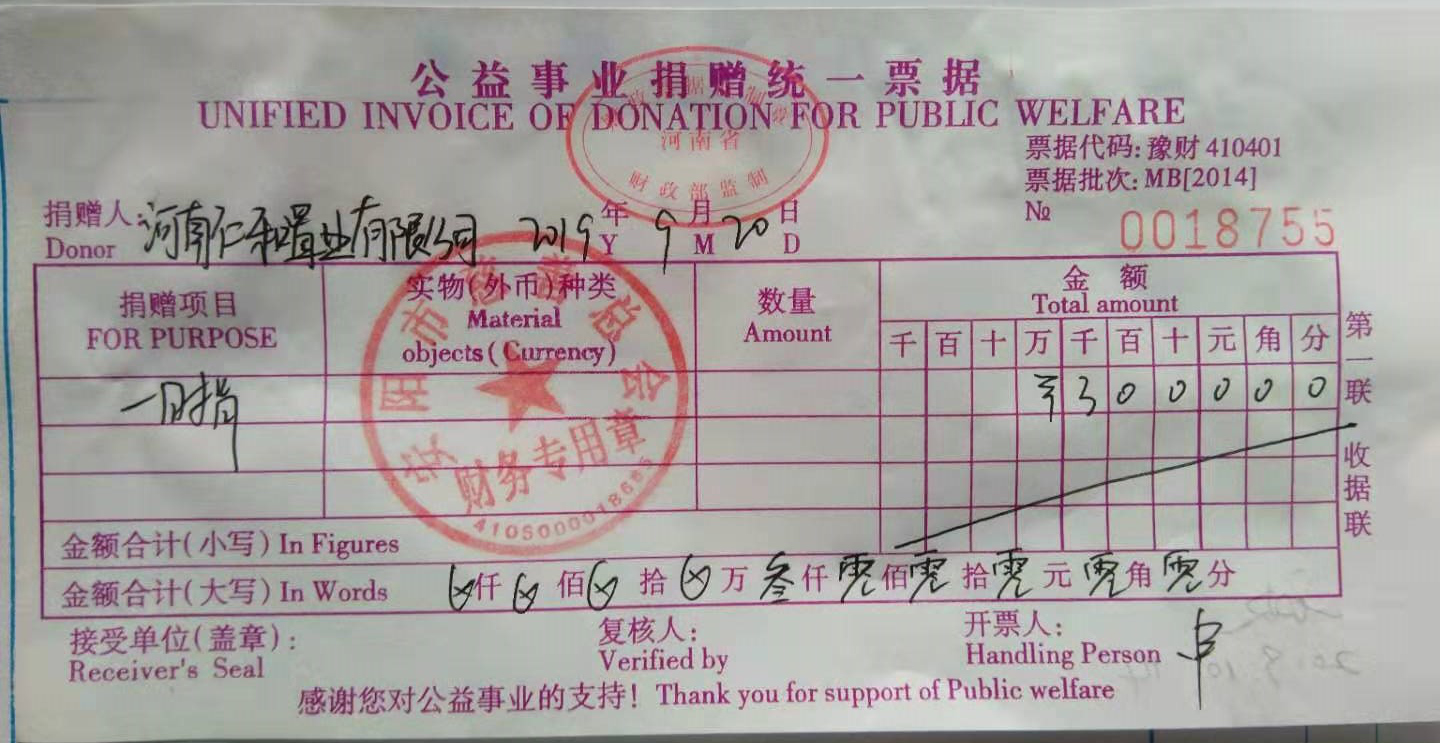 公益事业捐赠统一票据
UNIFIED INVOICE OF DONATION FOR PUBLIC WELFARE
河南省
财政部监制
票据代码:豫财 410401
票据批次:MB[2014]
捐赠人:河南仁和置业有限公司 2019年9月20日
Donor Y M D
№ 0018755
捐赠项目 实物(外币)种类 数量 金额
FOR PURPOSE Material objects(Currency) Amount Total amount
千 百 十 万 千 百 十 元 角 分
一日捐 ¥ 3 0 0 0 0 0
安阳市慈善总会
财务专用章
金额合计(小写) In Figures
金额合计(大写) In Words 仟 佰 拾 万 叁仟 零佰 零拾 零元 零角 零分
第一联 收据联
接受单位(盖章): 复核人: 开票人: 申
Receiver's Seal Verified by Handling Person
感谢您对公益事业的支持! Thank you for support of Public welfare